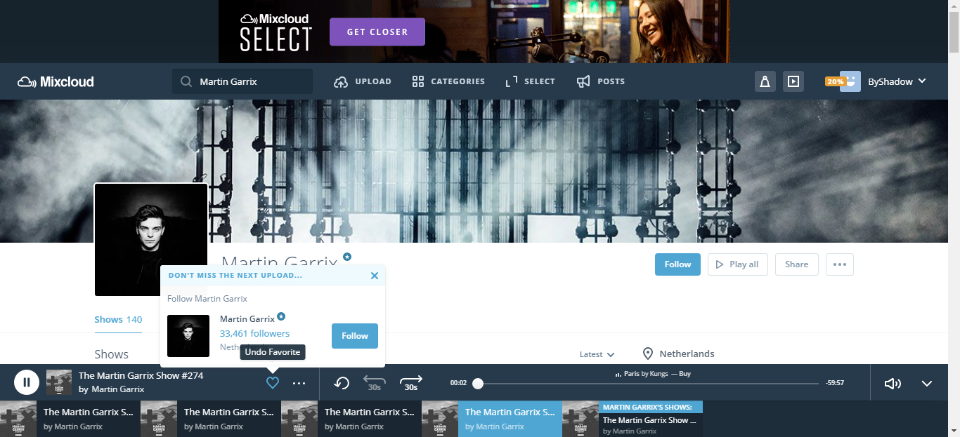 Mixcloud
SELECT
GET CLOSER
Mixcloud
Martin Garrix
UPLOAD
CATEGORIES
SELECT
POSTS
20%
ByShadow
Martin Garrix
Follow
Play all
Share
DON'T MISS THE NEXT UPLOAD...
Follow Martin Garrix
Martin Garrix
33,461 followers
Neth
Follow
Undo Favorite
Shows 140
Shows
Latest
Netherlands
The Martin Garrix Show #274
by Martin Garrix
30s
30s
00:02
Paris by Kungs — Buy
-59:57
The Martin Garrix S...
by Martin Garrix
The Martin Garrix S...
by Martin Garrix
The Martin Garrix S...
by Martin Garrix
The Martin Garrix S...
by Martin Garrix
MARTIN GARRIX'S SHOWS:
The Martin Garrix Show ...
by Martin Garrix